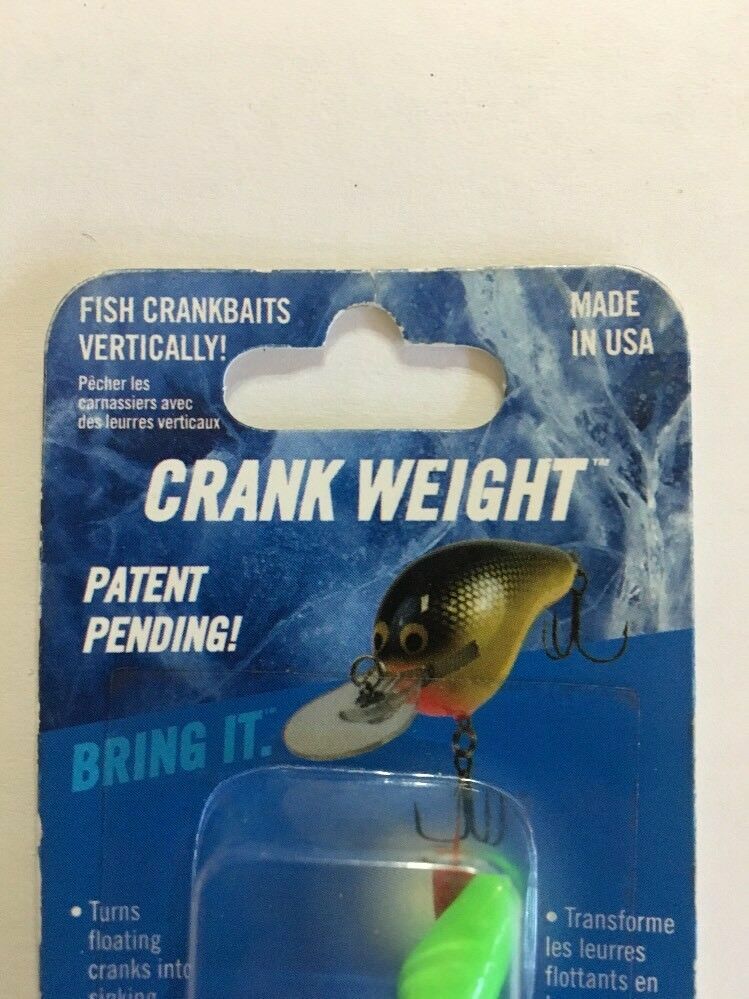 FISH CRANKBAITS
VERTICALLY!
Pêcher les
carnassiers avec
des leurres verticaux
MADE
IN USA
CRANK WEIGHT™
PATENT
PENDING!
BRING IT.™
• Turns
floating
cranks into
sinking
• Transforme
les leurres
flottants en